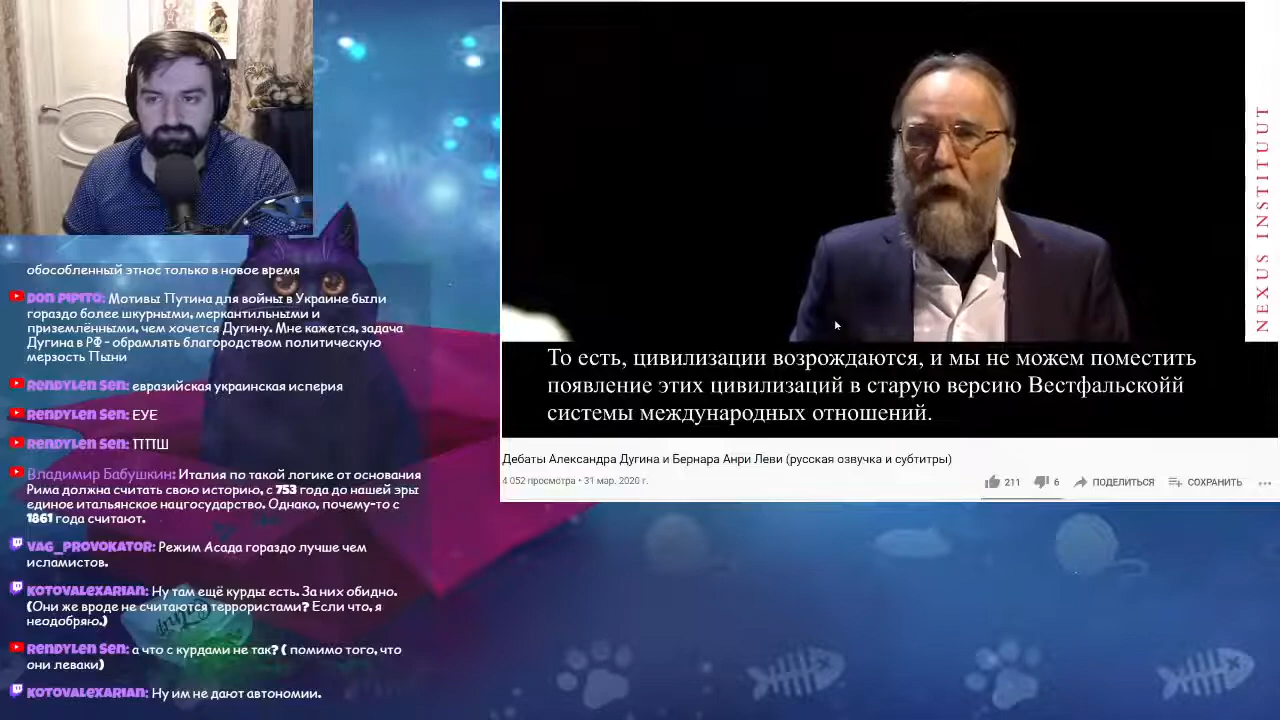 обособленный этнос только в новое время
DON PIPITO: Мотивы Путина для войны в Украине были
гораздо более шкурными, меркантильными и
приземлёнными, чем хочется Дугину. Мне кажется, задача
Дугина в РФ - обрамлять благородством политическую
мерзость Пыни
Rendylen Sen: евразийская украинская исперия
Rendylen Sen: ЕУЕ
Rendylen Sen: ППШ
Владимир Бабушкин: Италия по такой логике от основания
Рима должна считать свою историю, с 753 года до нашей эры
единое итальянское нацгосударство. Однако, почему-то с
1861 года считают.
VAG_PROVOKATOR: Режим Асада гораздо лучше чем
исламистов.
KOTOVALEXARIAN: Ну там ещё курды есть. За них обидно.
(Они же вроде не считаются террористами? Если что, я
неодобряю.)
Rendylen Sen: а что с курдами не так? ( помимо того, что
они леваки)
KOTOVALEXARIAN: Ну им не дают автономии.
NEXUS INSTITUUT
То есть, цивилизации возрождаются, и мы не можем поместить
появление этих цивилизаций в старую версию Вестфальскойй
системы международных отношений.
Дебаты Александра Дугина и Бернара Анри Леви (русская озвучка и субтитры)
4 052 просмотра • 31 мар. 2020 г.
211 6 ПОДЕЛИТЬСЯ СОХРАНИТЬ ...